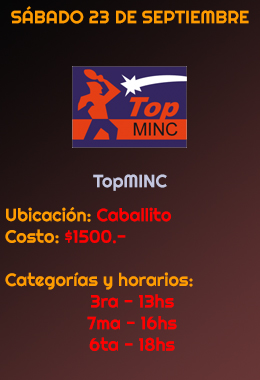 SÁBADO 23 DE SEPTIEMBRE
Top
MINC
TopMINC
Ubicación: Caballito
Costo: $1500.-
Categorías y horarios:
3ra - 13hs
7ma - 16hs
6ta - 18hs